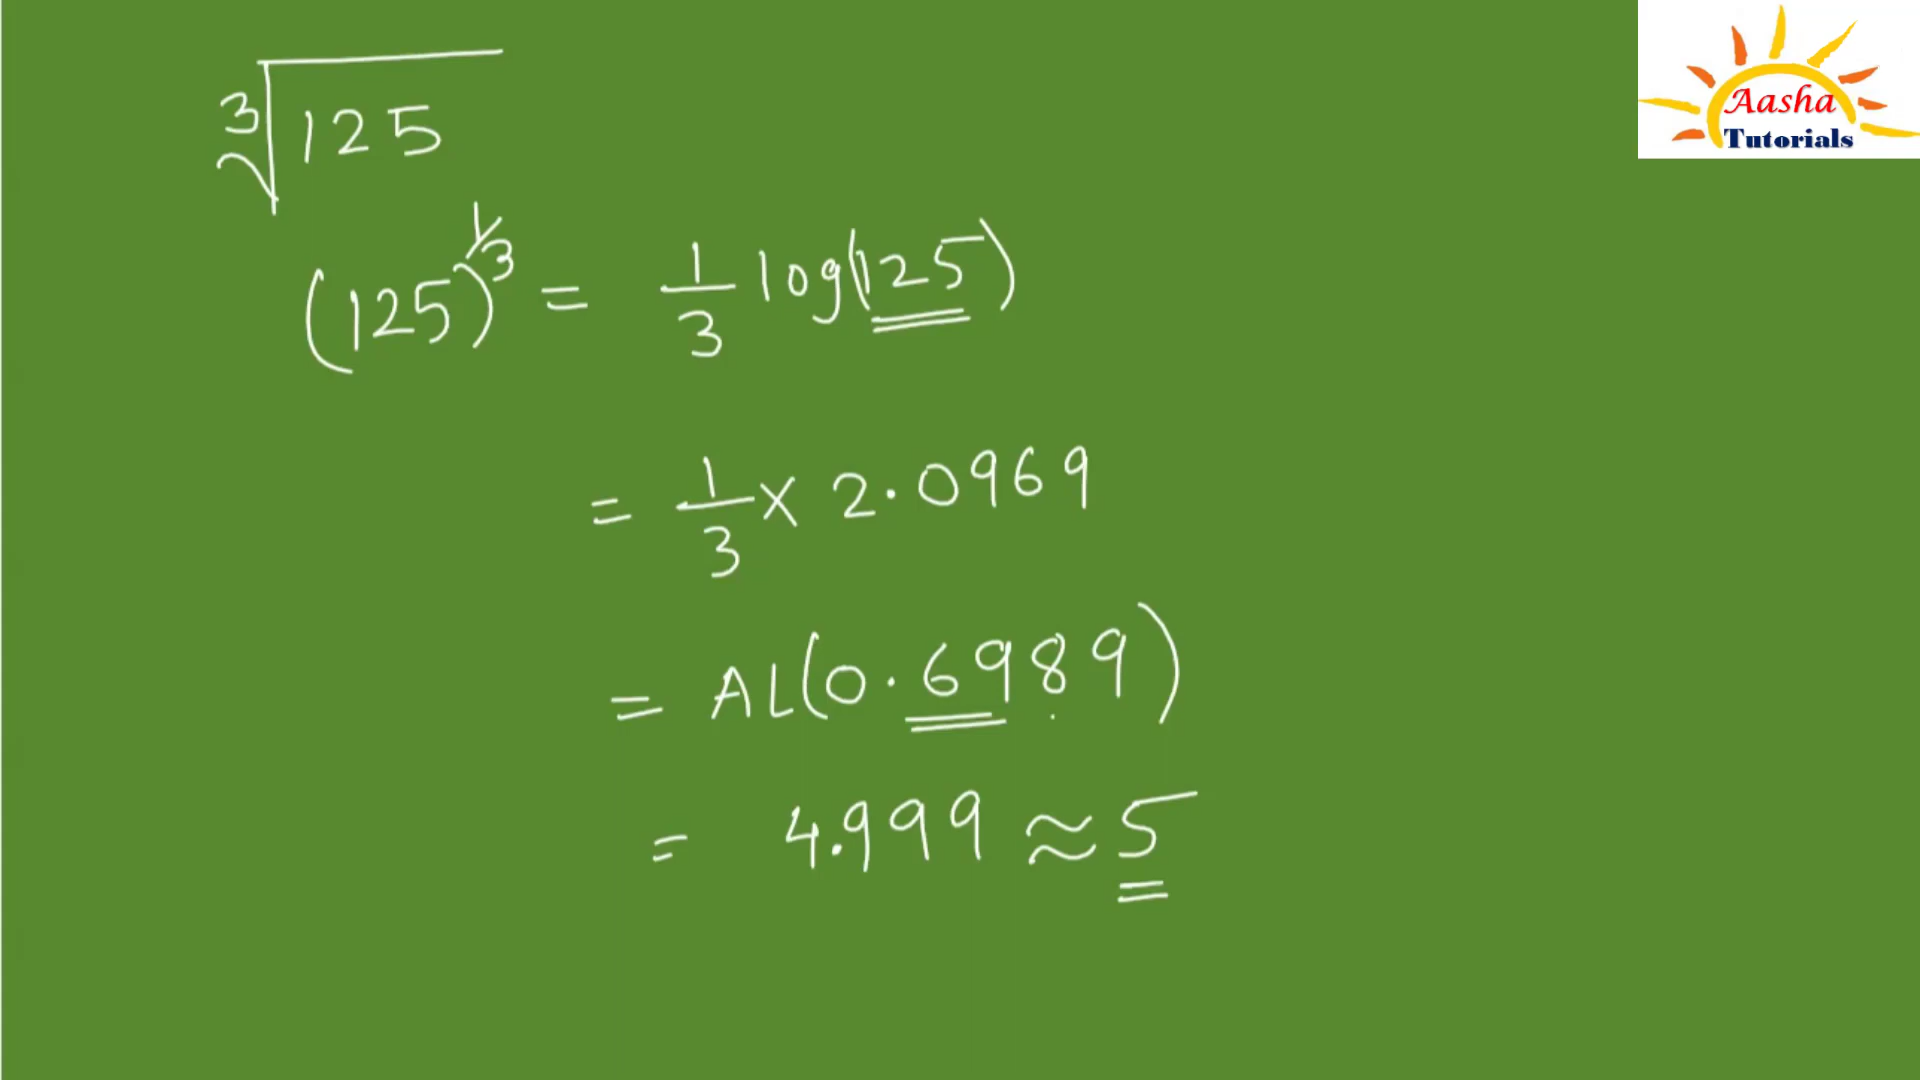 ∛125
(125)^1/3 = 1/3 log(125)
= 1/3 × 2.0969
= AL(0.6989)
= 4.999 ≈ 5
Aasha
Tutorials